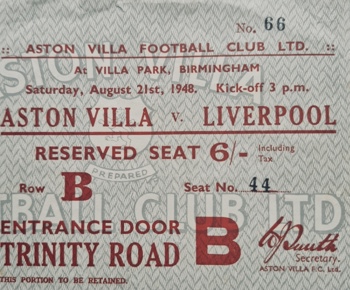 No. 66
:: ASTON VILLA FOOTBALL CLUB LTD. ::
At VILLA PARK, BIRMINGHAM
Saturday, August 21st, 1948. Kick-off 3 p.m.
ASTON VILLA v. LIVERPOOL
RESERVED SEAT 6/- Including Tax
PREPARED
Row B Seat No. 44
ENTRANCE DOOR B
TRINITY ROAD
Secretary.
ASTON VILLA F.C. LTD.
THIS PORTION TO BE RETAINED.